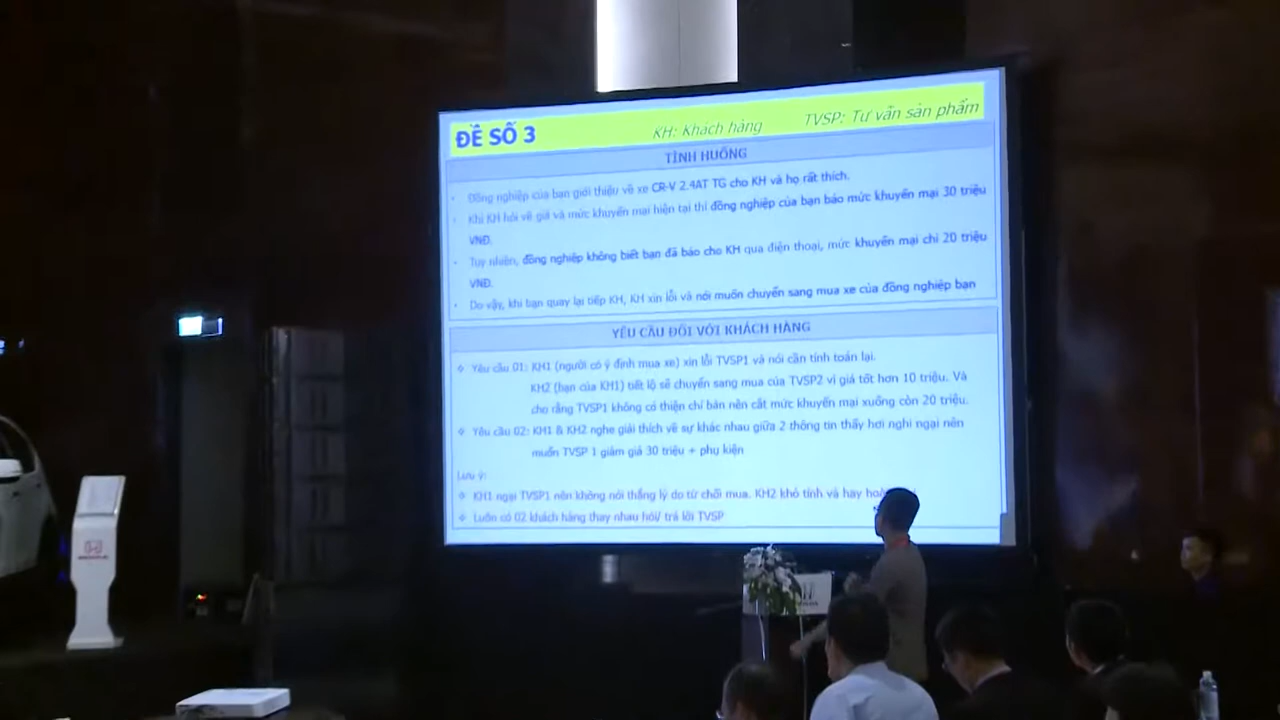 ĐỀ SỐ 3 KH: Khách hàng TVSP: Tư vấn sản phẩm
TÌNH HUỐNG
Đồng nghiệp của bạn giới thiệu về xe CR-V 2.4AT TG cho KH và họ rất thích.
Khi KH hỏi về giá và mức khuyến mại hiện tại thì đồng nghiệp của bạn báo mức khuyến mại 30 triệu
VNĐ.
Tuy nhiên, đồng nghiệp không biết bạn đã báo cho KH qua điện thoại, mức khuyến mại chỉ 20 triệu
VNĐ.
Do vậy, khi bạn quay lại tiếp KH, KH xin lỗi và nói muốn chuyển sang mua xe của đồng nghiệp bạn
YÊU CẦU ĐỐI VỚI KHÁCH HÀNG
Yêu cầu 01: KH1 (người có ý định mua xe) xin lỗi TVSP1 và nói cần tính toán lại.
KH2 (bạn của KH1) tiết lộ sẽ chuyển sang mua của TVSP2 vì giá tốt hơn 10 triệu. Và
cho rằng TVSP1 không có thiện chí bán nên cắt mức khuyến mại xuống còn 20 triệu.
Yêu cầu 02: KH1 & KH2 nghe giải thích về sự khác nhau giữa 2 thông tin thấy hơi nghi ngại nên
muốn TVSP 1 giảm giá 30 triệu + phụ kiện
Lưu ý:
KH1 ngại TVSP1 nên không nói thẳng lý do từ chối mua. KH2 khó tính và hay
Luôn có 02 khách hàng thay nhau hỏi/ trả lời TVSP